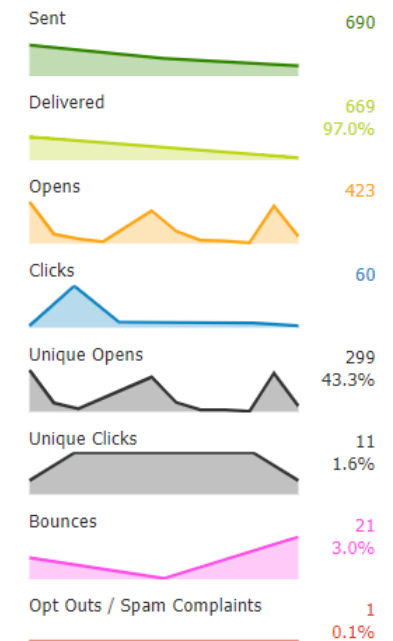 Sent 690
Delivered 669
97.0%
Opens 423
Clicks 60
Unique Opens 299
43.3%
Unique Clicks 11
1.6%
Bounces 21
3.0%
Opt Outs / Spam Complaints 1
0.1%